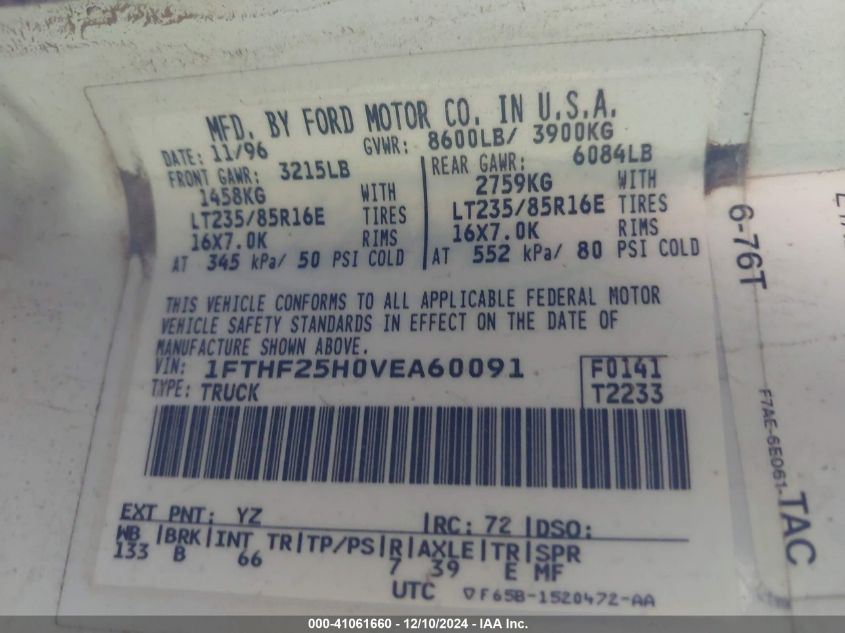 MFD. BY FORD MOTOR CO. IN U.S.A.
DATE: 11/96 GVWR: 8600LB/ 3900KG
FRONT GAWR: 3215LB REAR GAWR: 6084LB
1458KG WITH 2759KG WITH
LT235/85R16E TIRES LT235/85R16E TIRES
16X7.0K RIMS 16X7.0K RIMS
AT 345 kPa/ 50 PSI COLD AT 552 kPa/ 80 PSI COLD
THIS VEHICLE CONFORMS TO ALL APPLICABLE FEDERAL MOTOR
VEHICLE SAFETY STANDARDS IN EFFECT ON THE DATE OF
MANUFACTURE SHOWN ABOVE.
VIN: 1FTHF25H0VEA60091 F0141
TYPE: TRUCK T2233
EXT PNT: YZ RC: 72 DSO:
WB BRK INT TR TP/PS R AXLE TR SPR
133 B 66 7 39 E MF
UTC F65B-1520472-AA
6-76T
F7AE-6E061-TAC
000-41061660 - 12/10/2024 - IAA Inc.